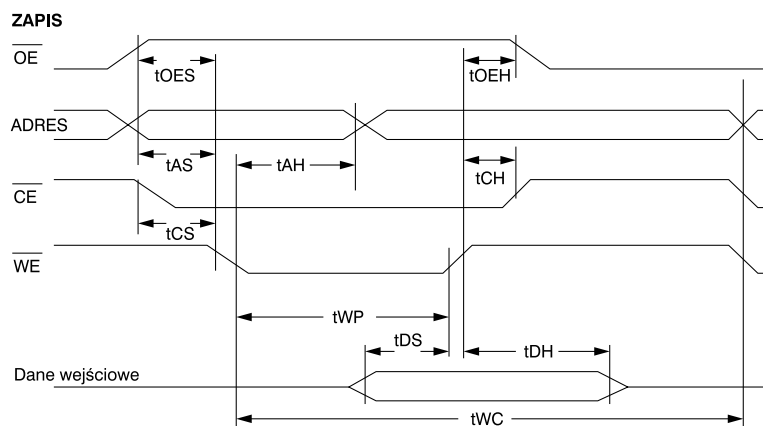 ZAPIS
OE
tOES
tOEH
ADRES
tAS
tAH
tCH
CE
tCS
WE
tWP
tDS
tDH
Dane wejściowe
tWC